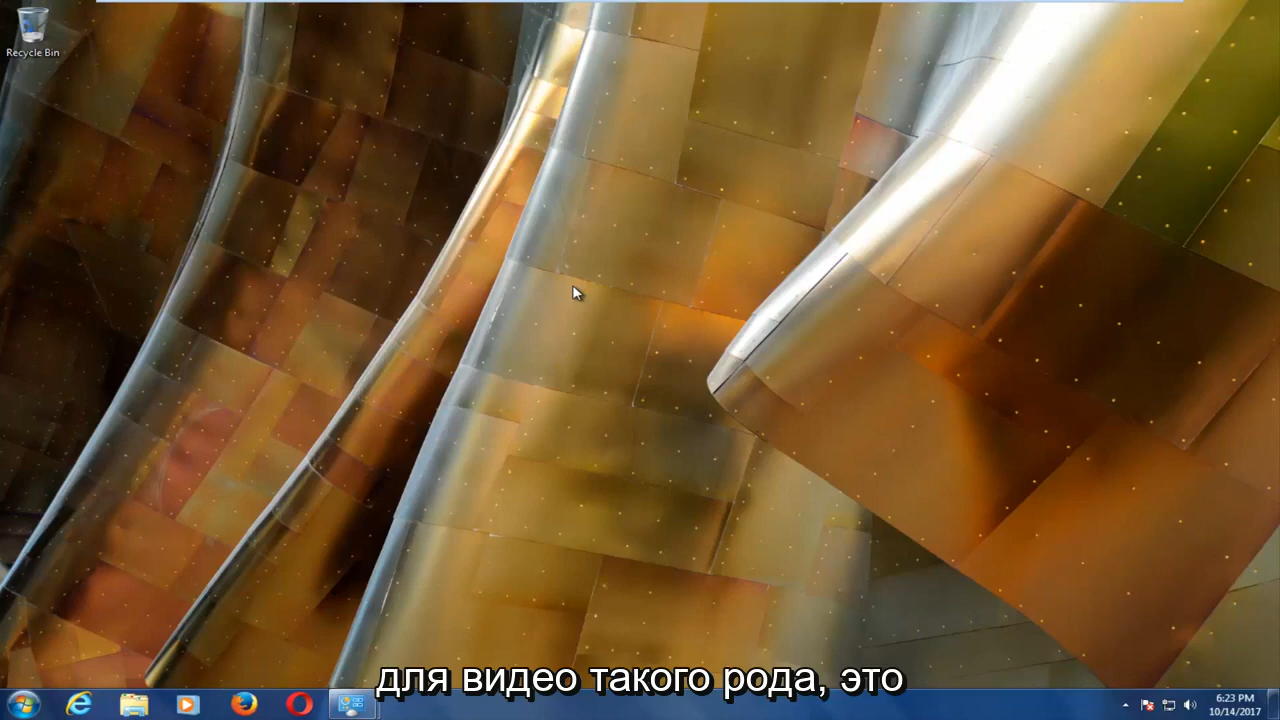 Recycle Bin
для видео такого рода, это
6:23 PM
10/14/2017